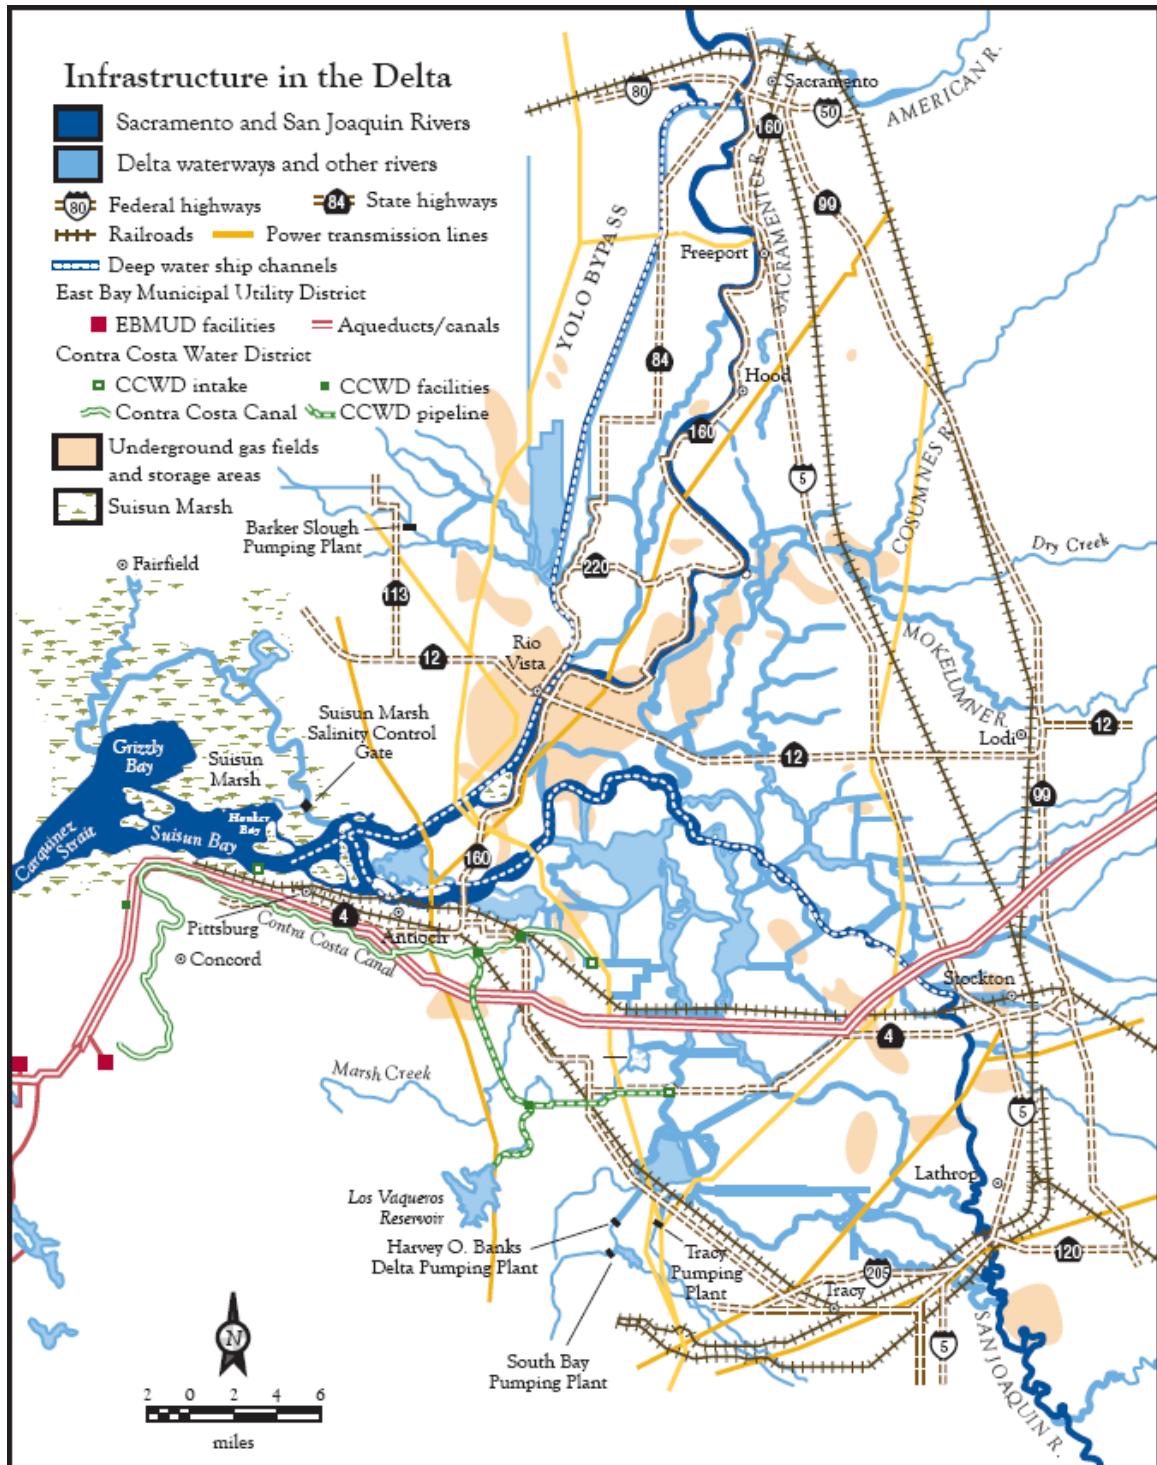 Infrastructure in the Delta
Sacramento and San Joaquin Rivers
Delta waterways and other rivers
80 Federal highways
84 State highways
Railroads
Power transmission lines
Deep water ship channels
East Bay Municipal Utility District
EBMUD facilities
Aqueducts/canals
Contra Costa Water District
CCWD intake
CCWD facilities
Contra Costa Canal
CCWD pipeline
Underground gas fields
and storage areas
Suisun Marsh
80
Sacramento
50
160
AMERICAN R.
99
SACRAMENTO R.
YOLO BYPASS
Freeport
84
Hood
160
5
COSUMNES R.
Barker Slough
Pumping Plant
Dry Creek
Fairfield
220
113
Rio
Vista
12
MOKELUMNE R.
Lodi
12
Suisun Marsh
Salinity Control
Gate
Grizzly
Bay
Suisun
Marsh
12
99
Honker
Bay
Suisun Bay
Carquinez
Strait
160
4
Pittsburg
Antioch
Contra Costa Canal
Concord
Stockton
4
Marsh Creek
5
Lathrop
Los Vaqueros
Reservoir
Harvey O. Banks
Delta Pumping Plant
Tracy
Pumping
Plant
120
205
Tracy
South Bay
Pumping Plant
5
SAN JOAQUIN R.
N
2 0 2 4 6
miles